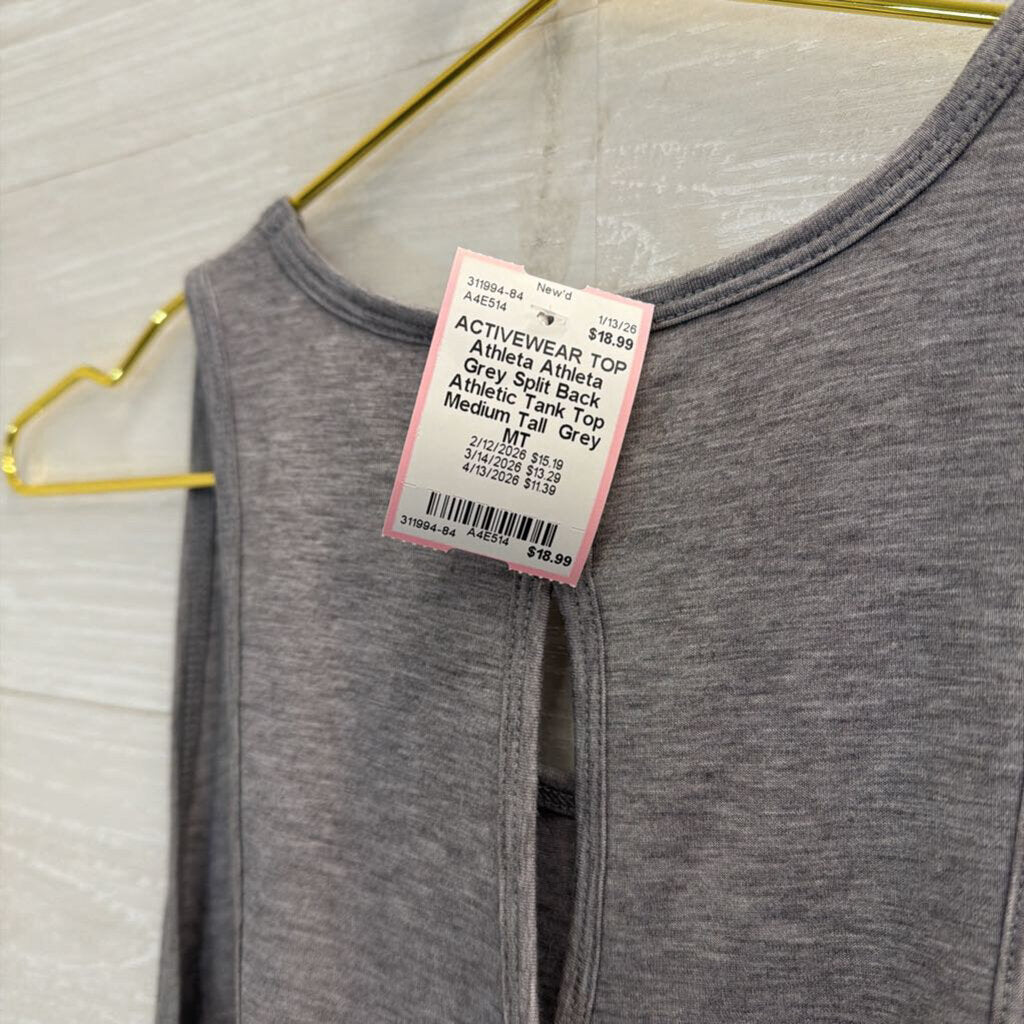 311994-84 New'd
A4E514 1/13/26
$18.99
ACTIVEWEAR TOP
Athleta Athleta
Grey Split Back
Athletic Tank Top
Medium Tall Grey
MT
2/12/2026 $15.19
3/14/2026 $13.29
4/13/2026 $11.39
311994-84 A4E514 $18.99